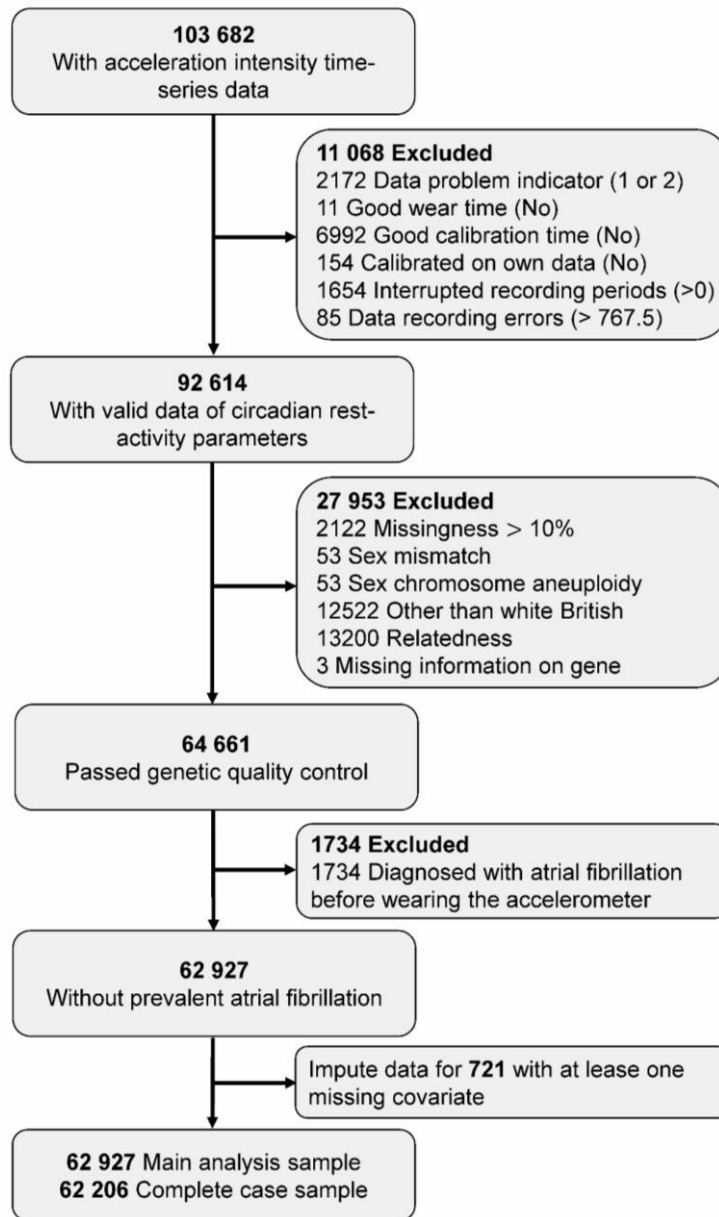 103 682
With acceleration intensity time-
series data
11 068 Excluded
2172 Data problem indicator (1 or 2)
11 Good wear time (No)
6992 Good calibration time (No)
154 Calibrated on own data (No)
1654 Interrupted recording periods (>0)
85 Data recording errors (> 767.5)
92 614
With valid data of circadian rest-
activity parameters
27 953 Excluded
2122 Missingness > 10%
53 Sex mismatch
53 Sex chromosome aneuploidy
12522 Other than white British
13200 Relatedness
3 Missing information on gene
64 661
Passed genetic quality control
1734 Excluded
1734 Diagnosed with atrial fibrillation
before wearing the accelerometer
62 927
Without prevalent atrial fibrillation
Impute data for 721 with at lease one
missing covariate
62 927 Main analysis sample
62 206 Complete case sample